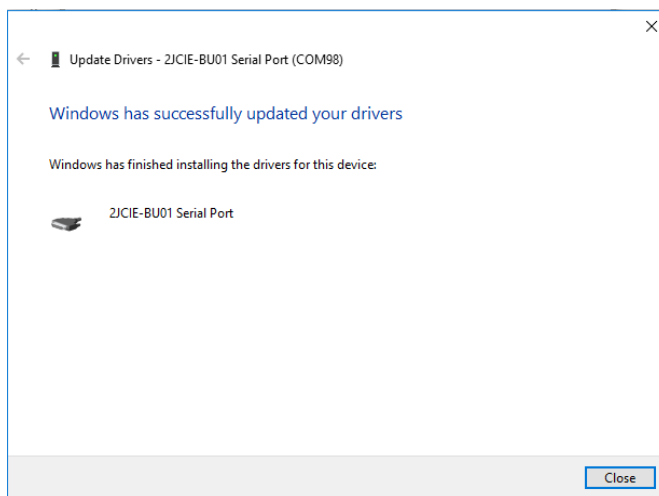 Update Drivers - 2JCIE-BU01 Serial Port (COM98)
Windows has successfully updated your drivers
Windows has finished installing the drivers for this device:
2JCIE-BU01 Serial Port
Close